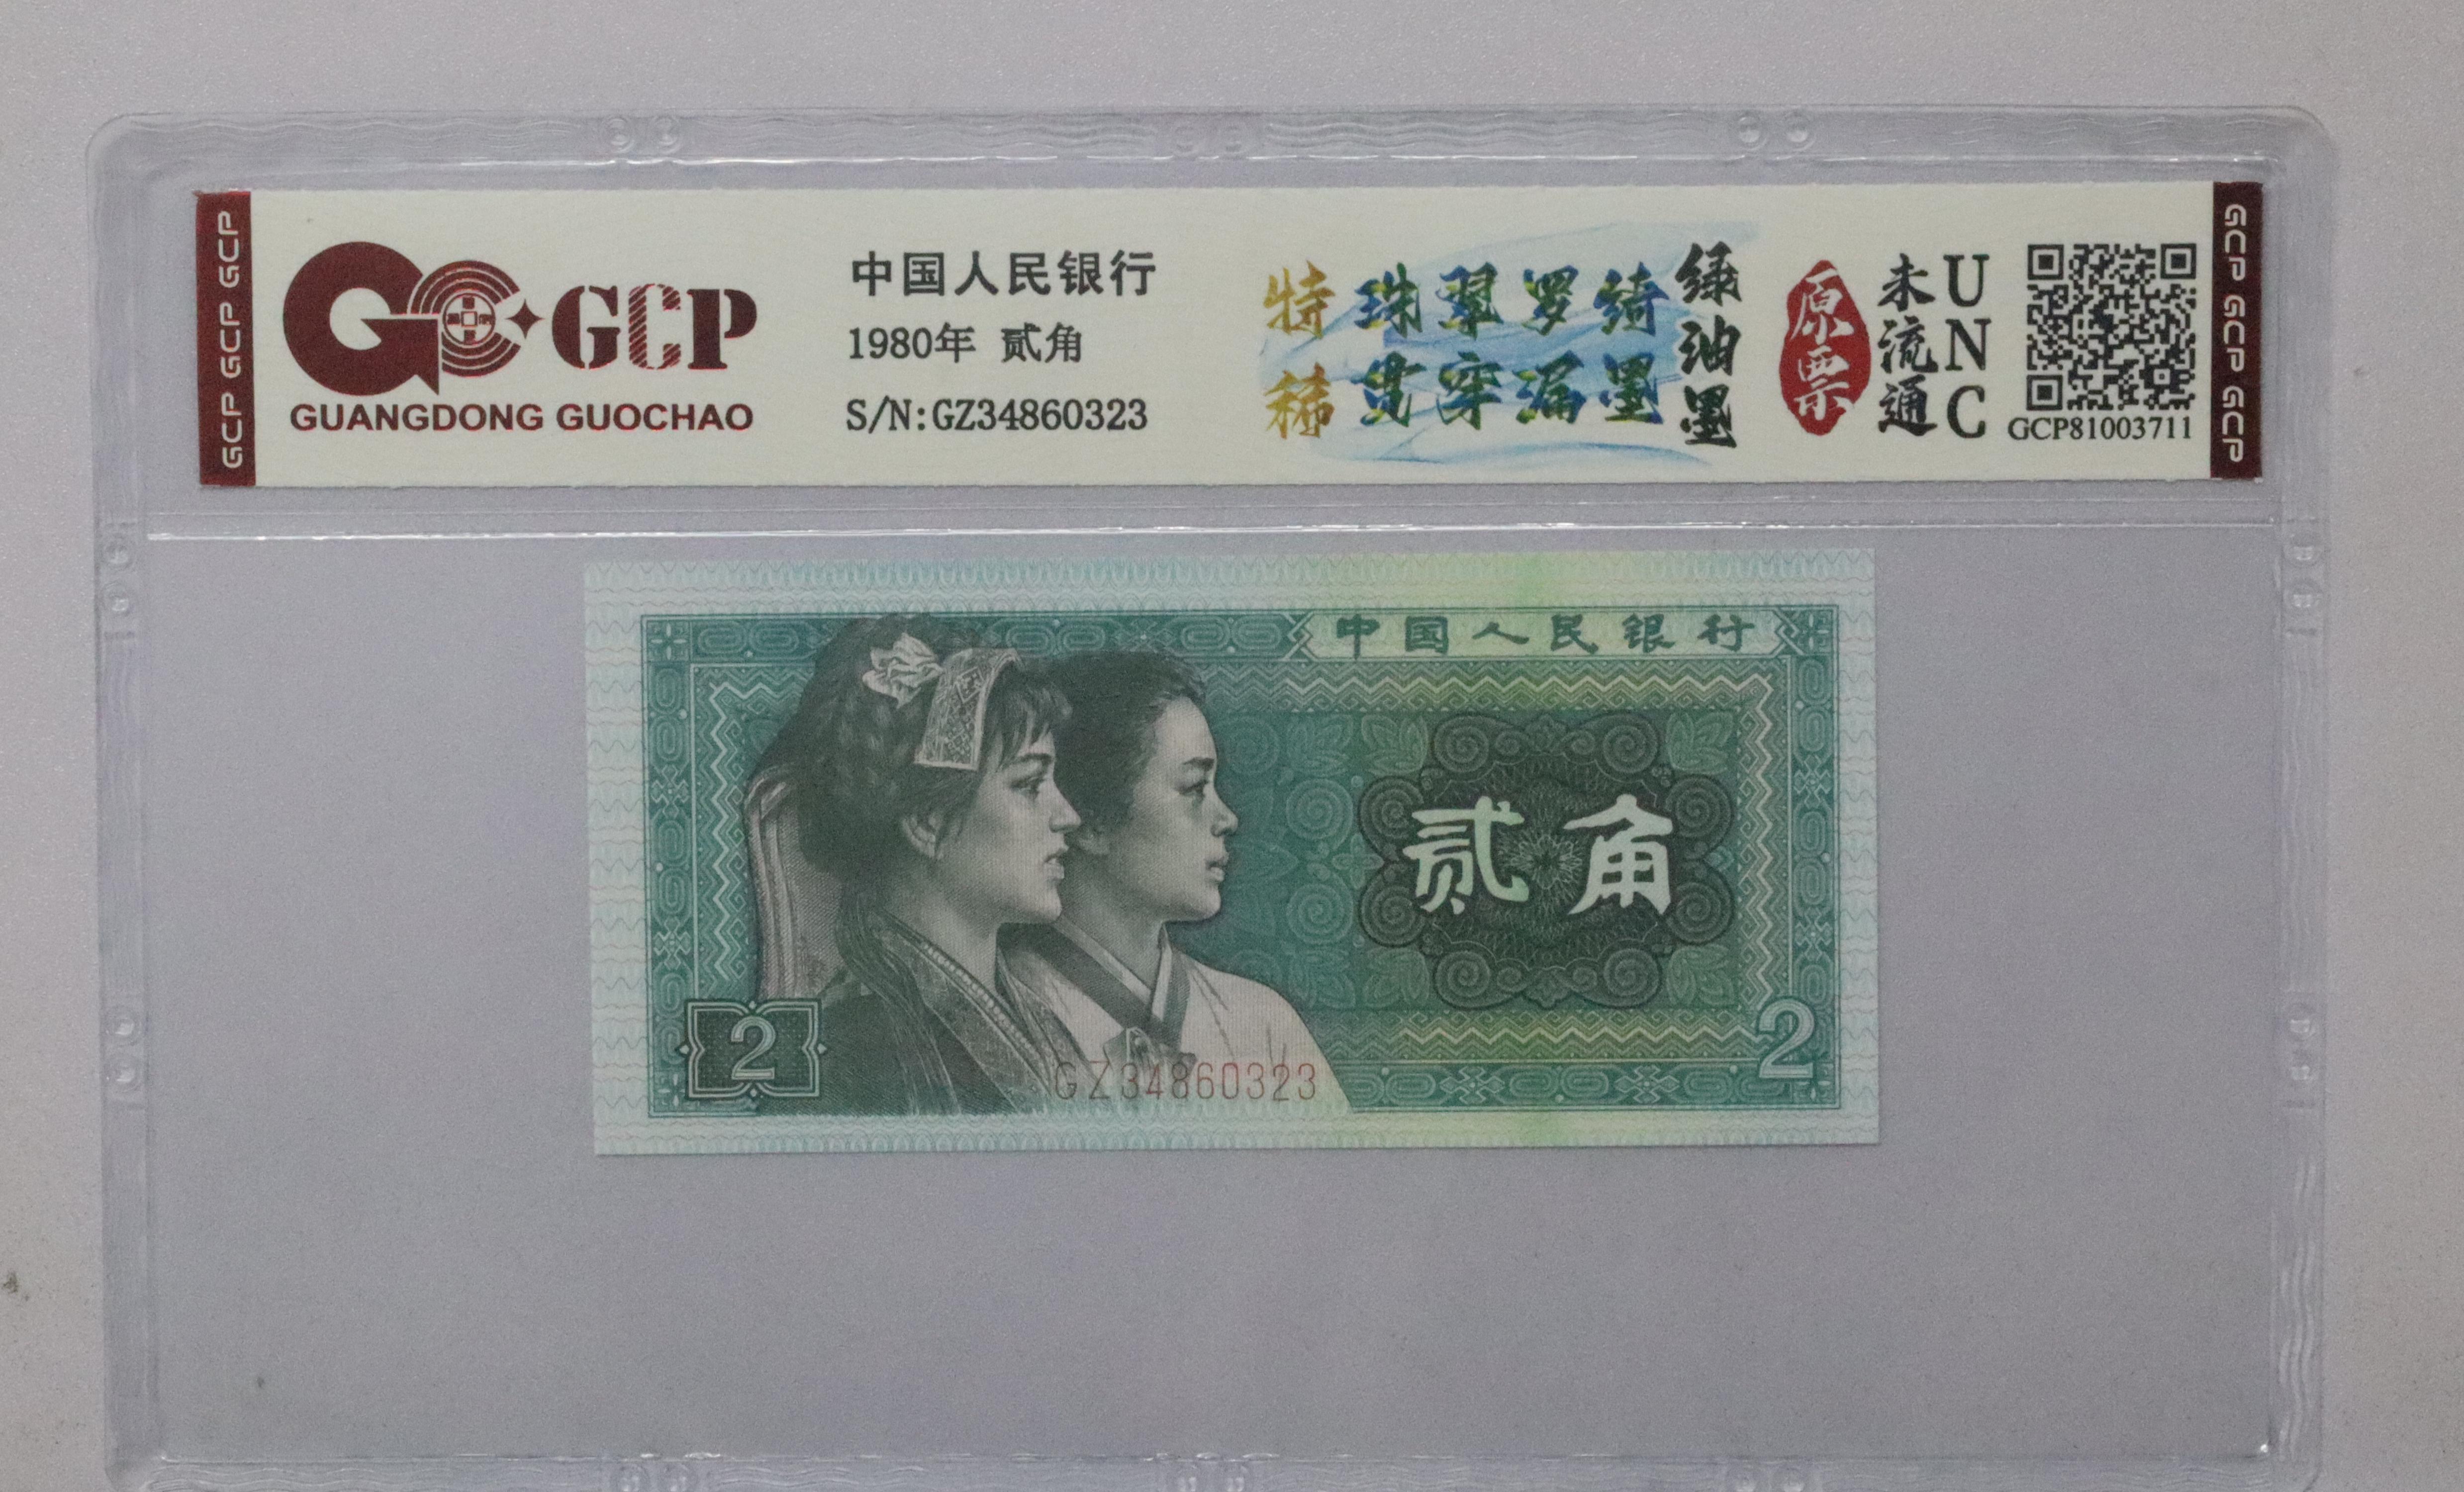 GCP GCP GCP
GCP
GUANGDONG GUOCHAO
中国人民银行
1980年 贰角
S/N:GZ34860323
特稀
珠翠罗绮
贯穿漏墨
绿油墨
原票
未流通
UNC
GCP81003711
GCP GCP GCP
中国人民银行
贰角
2
2
GZ34860323